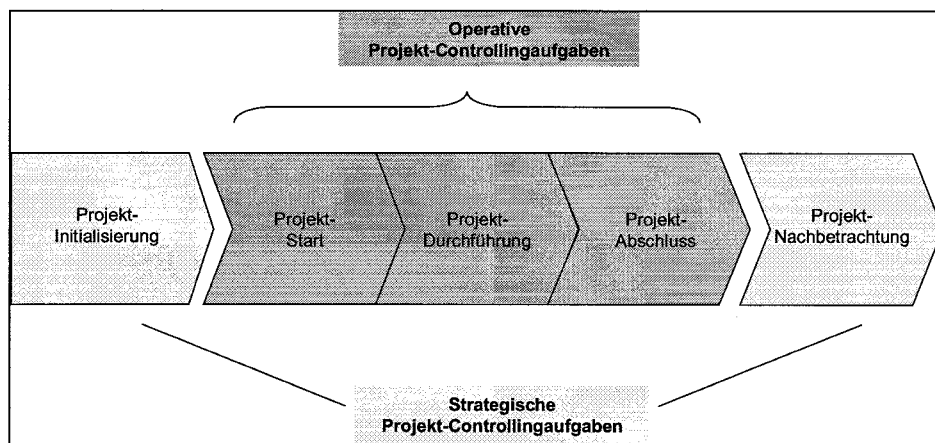 Operative
Projekt-Controllingaufgaben
Projekt-
Initialisierung
Projekt-
Start
Projekt-
Durchführung
Projekt-
Abschluss
Projekt-
Nachbetrachtung
Strategische
Projekt-Controllingaufgaben